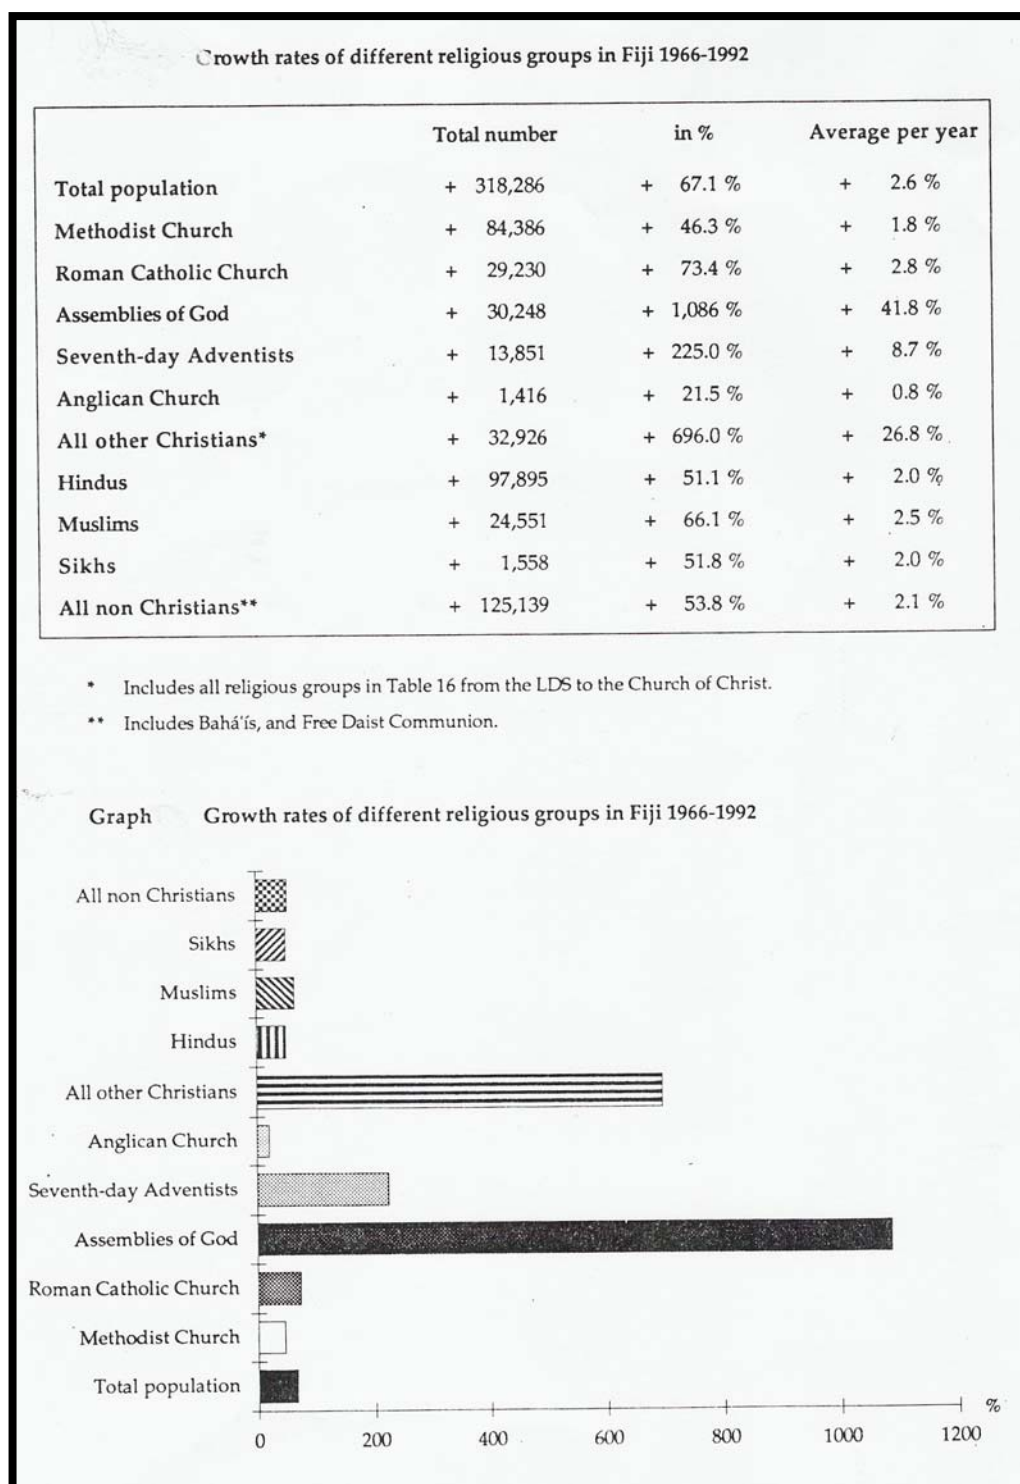 Growth rates of different religious groups in Fiji 1966-1992
Total number in % Average per year
Total population + 318,286 + 67.1 % + 2.6 %
Methodist Church + 84,386 + 46.3 % + 1.8 %
Roman Catholic Church + 29,230 + 73.4 % + 2.8 %
Assemblies of God + 30,248 + 1,086 % + 41.8 %
Seventh-day Adventists + 13,851 + 225.0 % + 8.7 %
Anglican Church + 1,416 + 21.5 % + 0.8 %
All other Christians* + 32,926 + 696.0 % + 26.8 %
Hindus + 97,895 + 51.1 % + 2.0 %
Muslims + 24,551 + 66.1 % + 2.5 %
Sikhs + 1,558 + 51.8 % + 2.0 %
All non Christians** + 125,139 + 53.8 % + 2.1 %
* Includes all religious groups in Table 16 from the LDS to the Church of Christ.
** Includes Bahá'ís, and Free Daist Communion.
Graph Growth rates of different religious groups in Fiji 1966-1992
All non Christians
Sikhs
Muslims
Hindus
All other Christians
Anglican Church
Seventh-day Adventists
Assemblies of God
Roman Catholic Church
Methodist Church
Total population
%
0 200 400 600 800 1000 1200